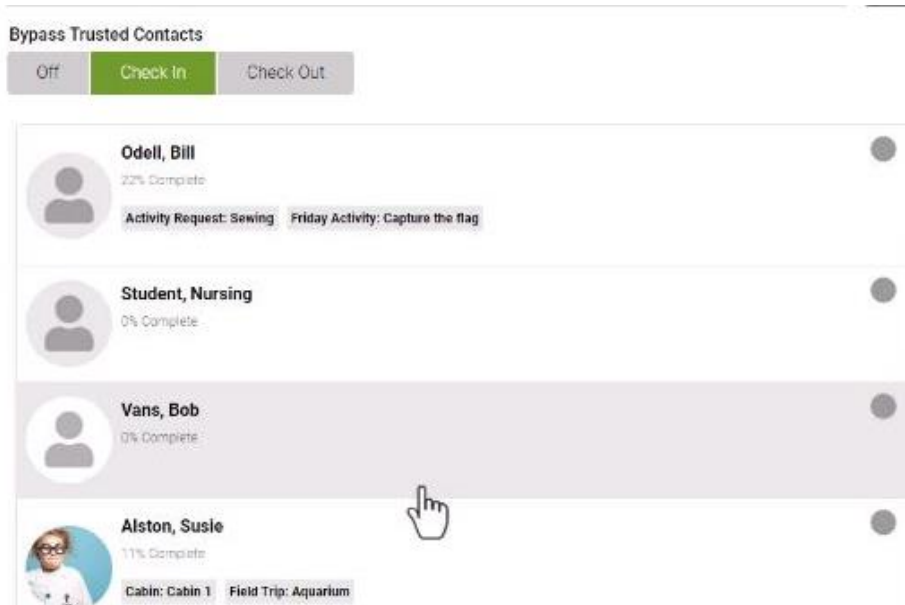 Bypass Trusted Contacts
Off Check In Check Out
Odell, Bill
22% Complete
Activity Request: Sewing Friday Activity: Capture the flag
Student, Nursing
0% Complete
Vans, Bob
0% Complete
Alston, Susie
11% Complete
Cabin: Cabin 1 Field Trip: Aquarium